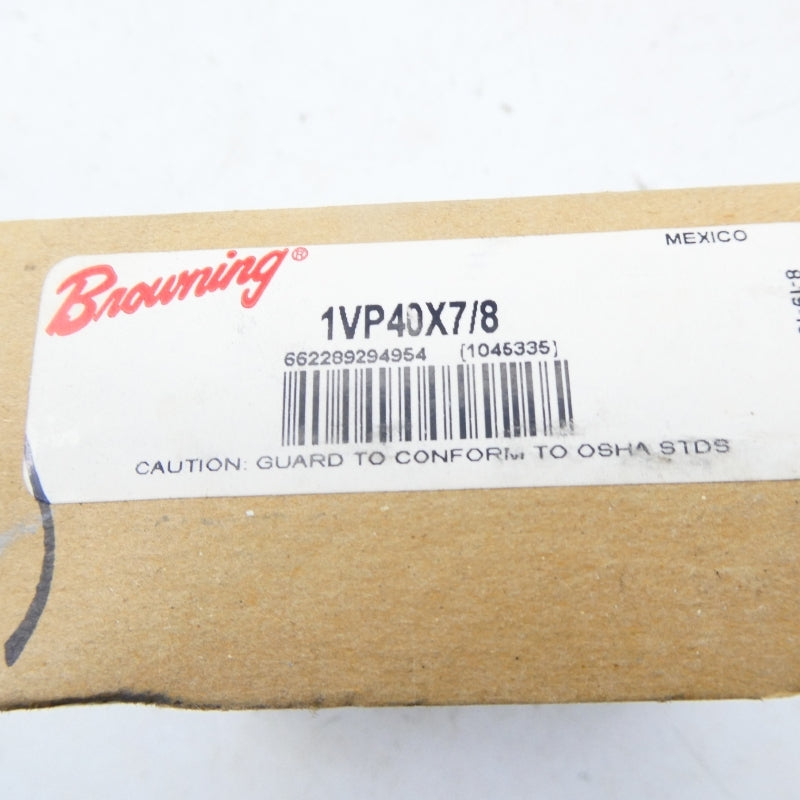 Browning®
MEXICO
1VP40X7/8
662289294954 (1045335)
CAUTION: GUARD TO CONFORM TO OSHA STDS